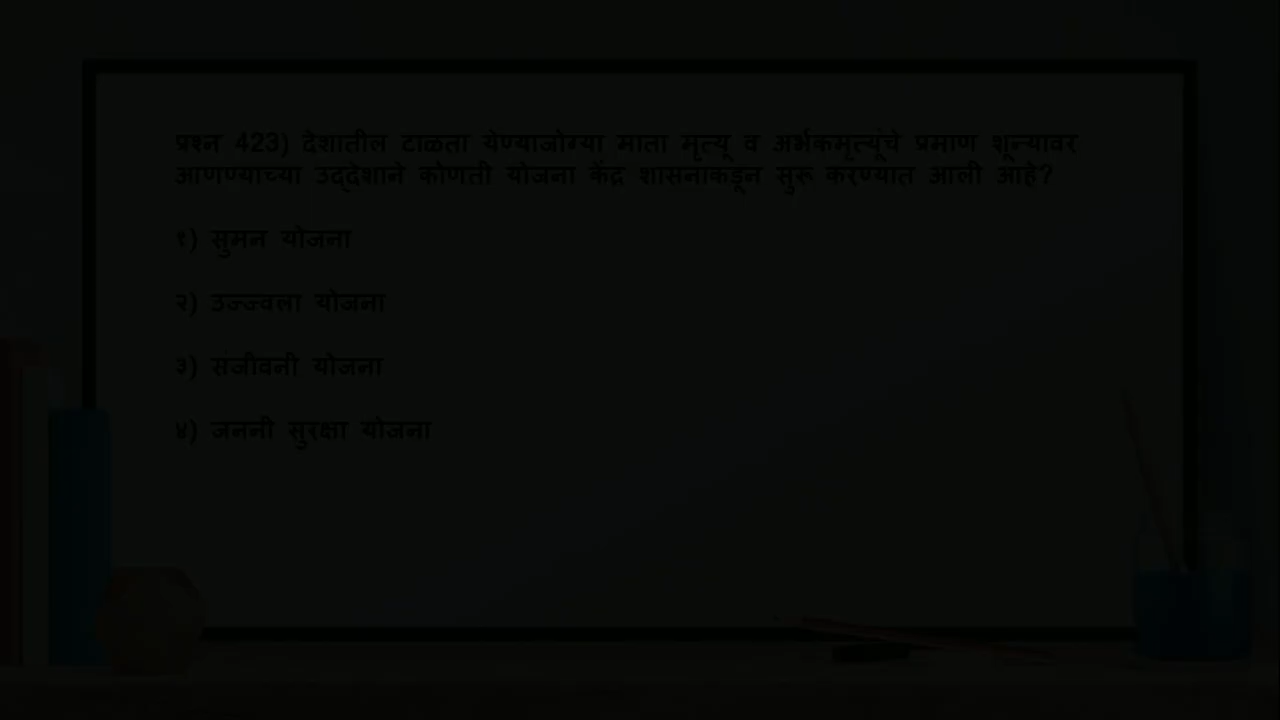 प्रश्न 423) देशातील टाळता येण्याजोग्या माता मृत्यू व अर्भकमृत्यूंचे प्रमाण शून्यावर
आणण्याच्या उद्देशाने कोणती योजना केंद्र शासनाकडून सुरू करण्यात आली आहे?
१) सुमन योजना
२) उज्ज्वला योजना
३) संजीवनी योजना
४) जननी सुरक्षा योजना